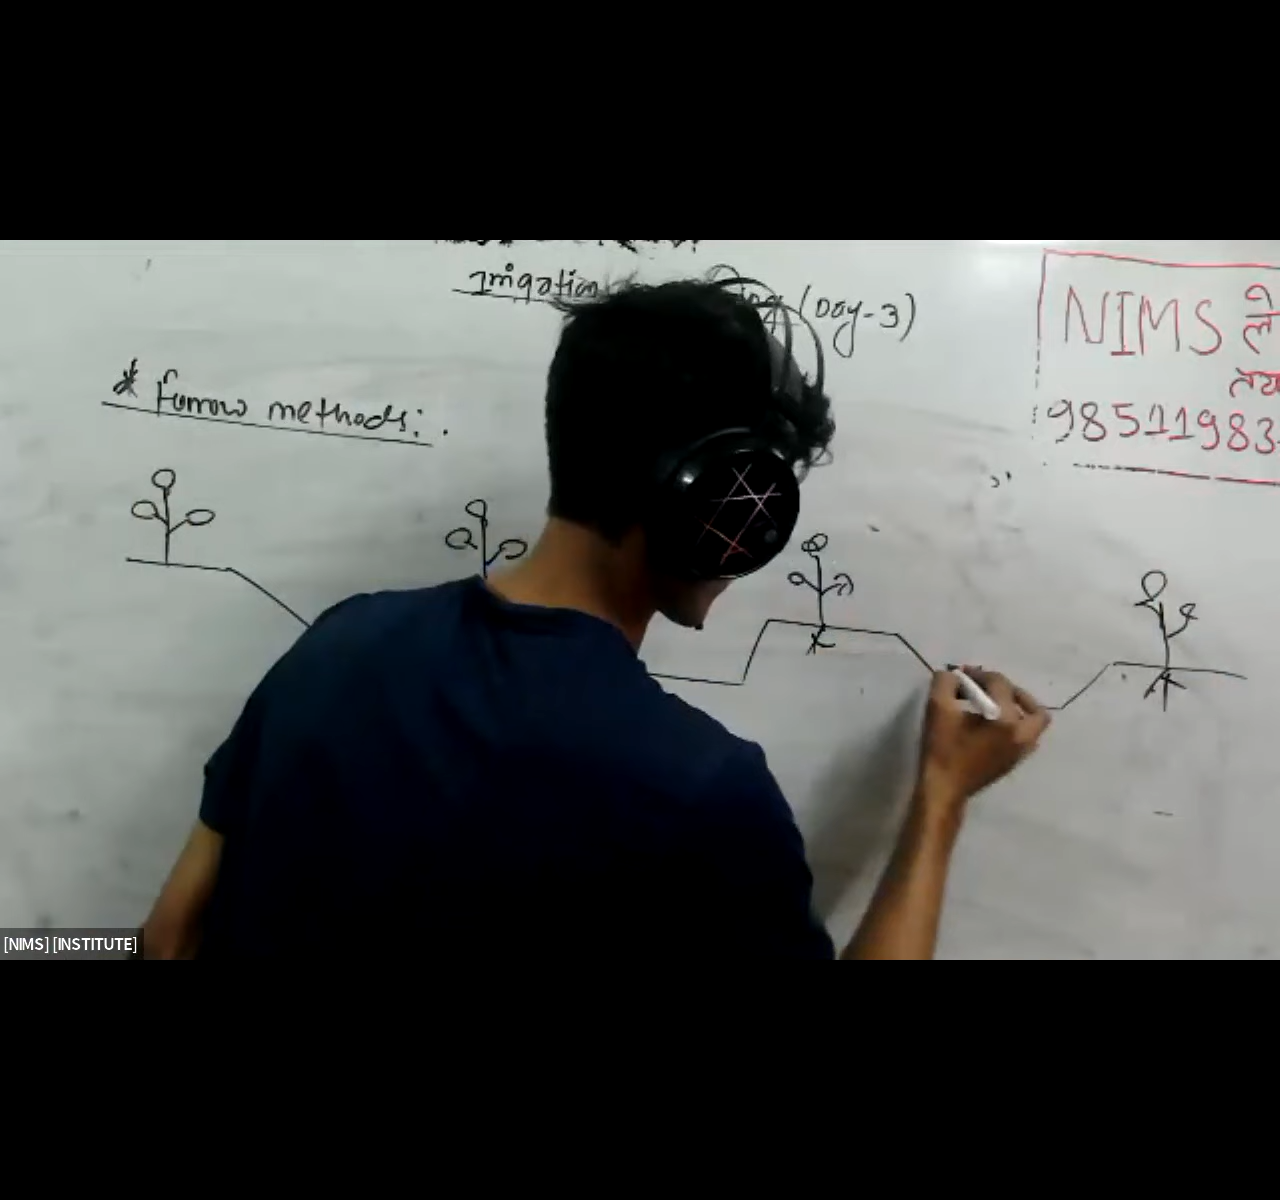 Irrigation (Day-3)
* Furrow methods:
NIMS
98511983
[NIMS] [INSTITUTE]